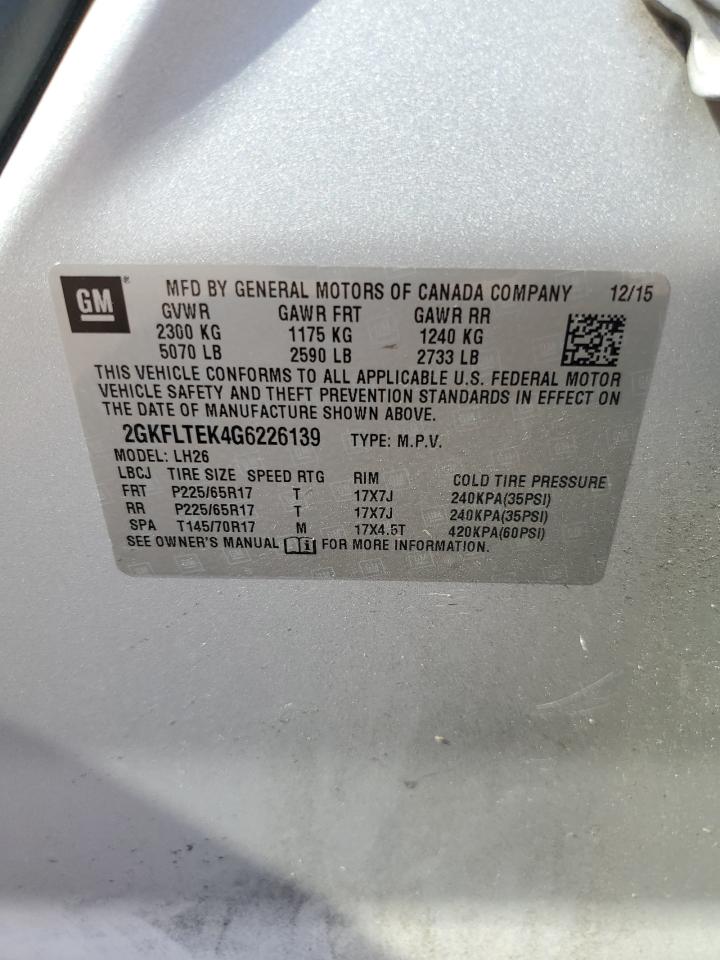 GM ® MFD BY GENERAL MOTORS OF CANADA COMPANY 12/15
GVWR GAWR FRT GAWR RR
2300 KG 1175 KG 1240 KG
5070 LB 2590 LB 2733 LB
THIS VEHICLE CONFORMS TO ALL APPLICABLE U.S. FEDERAL MOTOR
VEHICLE SAFETY AND THEFT PREVENTION STANDARDS IN EFFECT ON
THE DATE OF MANUFACTURE SHOWN ABOVE.
2GKFLTEK4G6226139 TYPE: M.P.V.
MODEL: LH26
LBCJ TIRE SIZE SPEED RTG RIM COLD TIRE PRESSURE
FRT P225/65R17 T 17X7J 240KPA(35PSI)
RR P225/65R17 T 17X7J 240KPA(35PSI)
SPA T145/70R17 M 17X4.5T 420KPA(60PSI)
SEE OWNER'S MANUAL i FOR MORE INFORMATION.